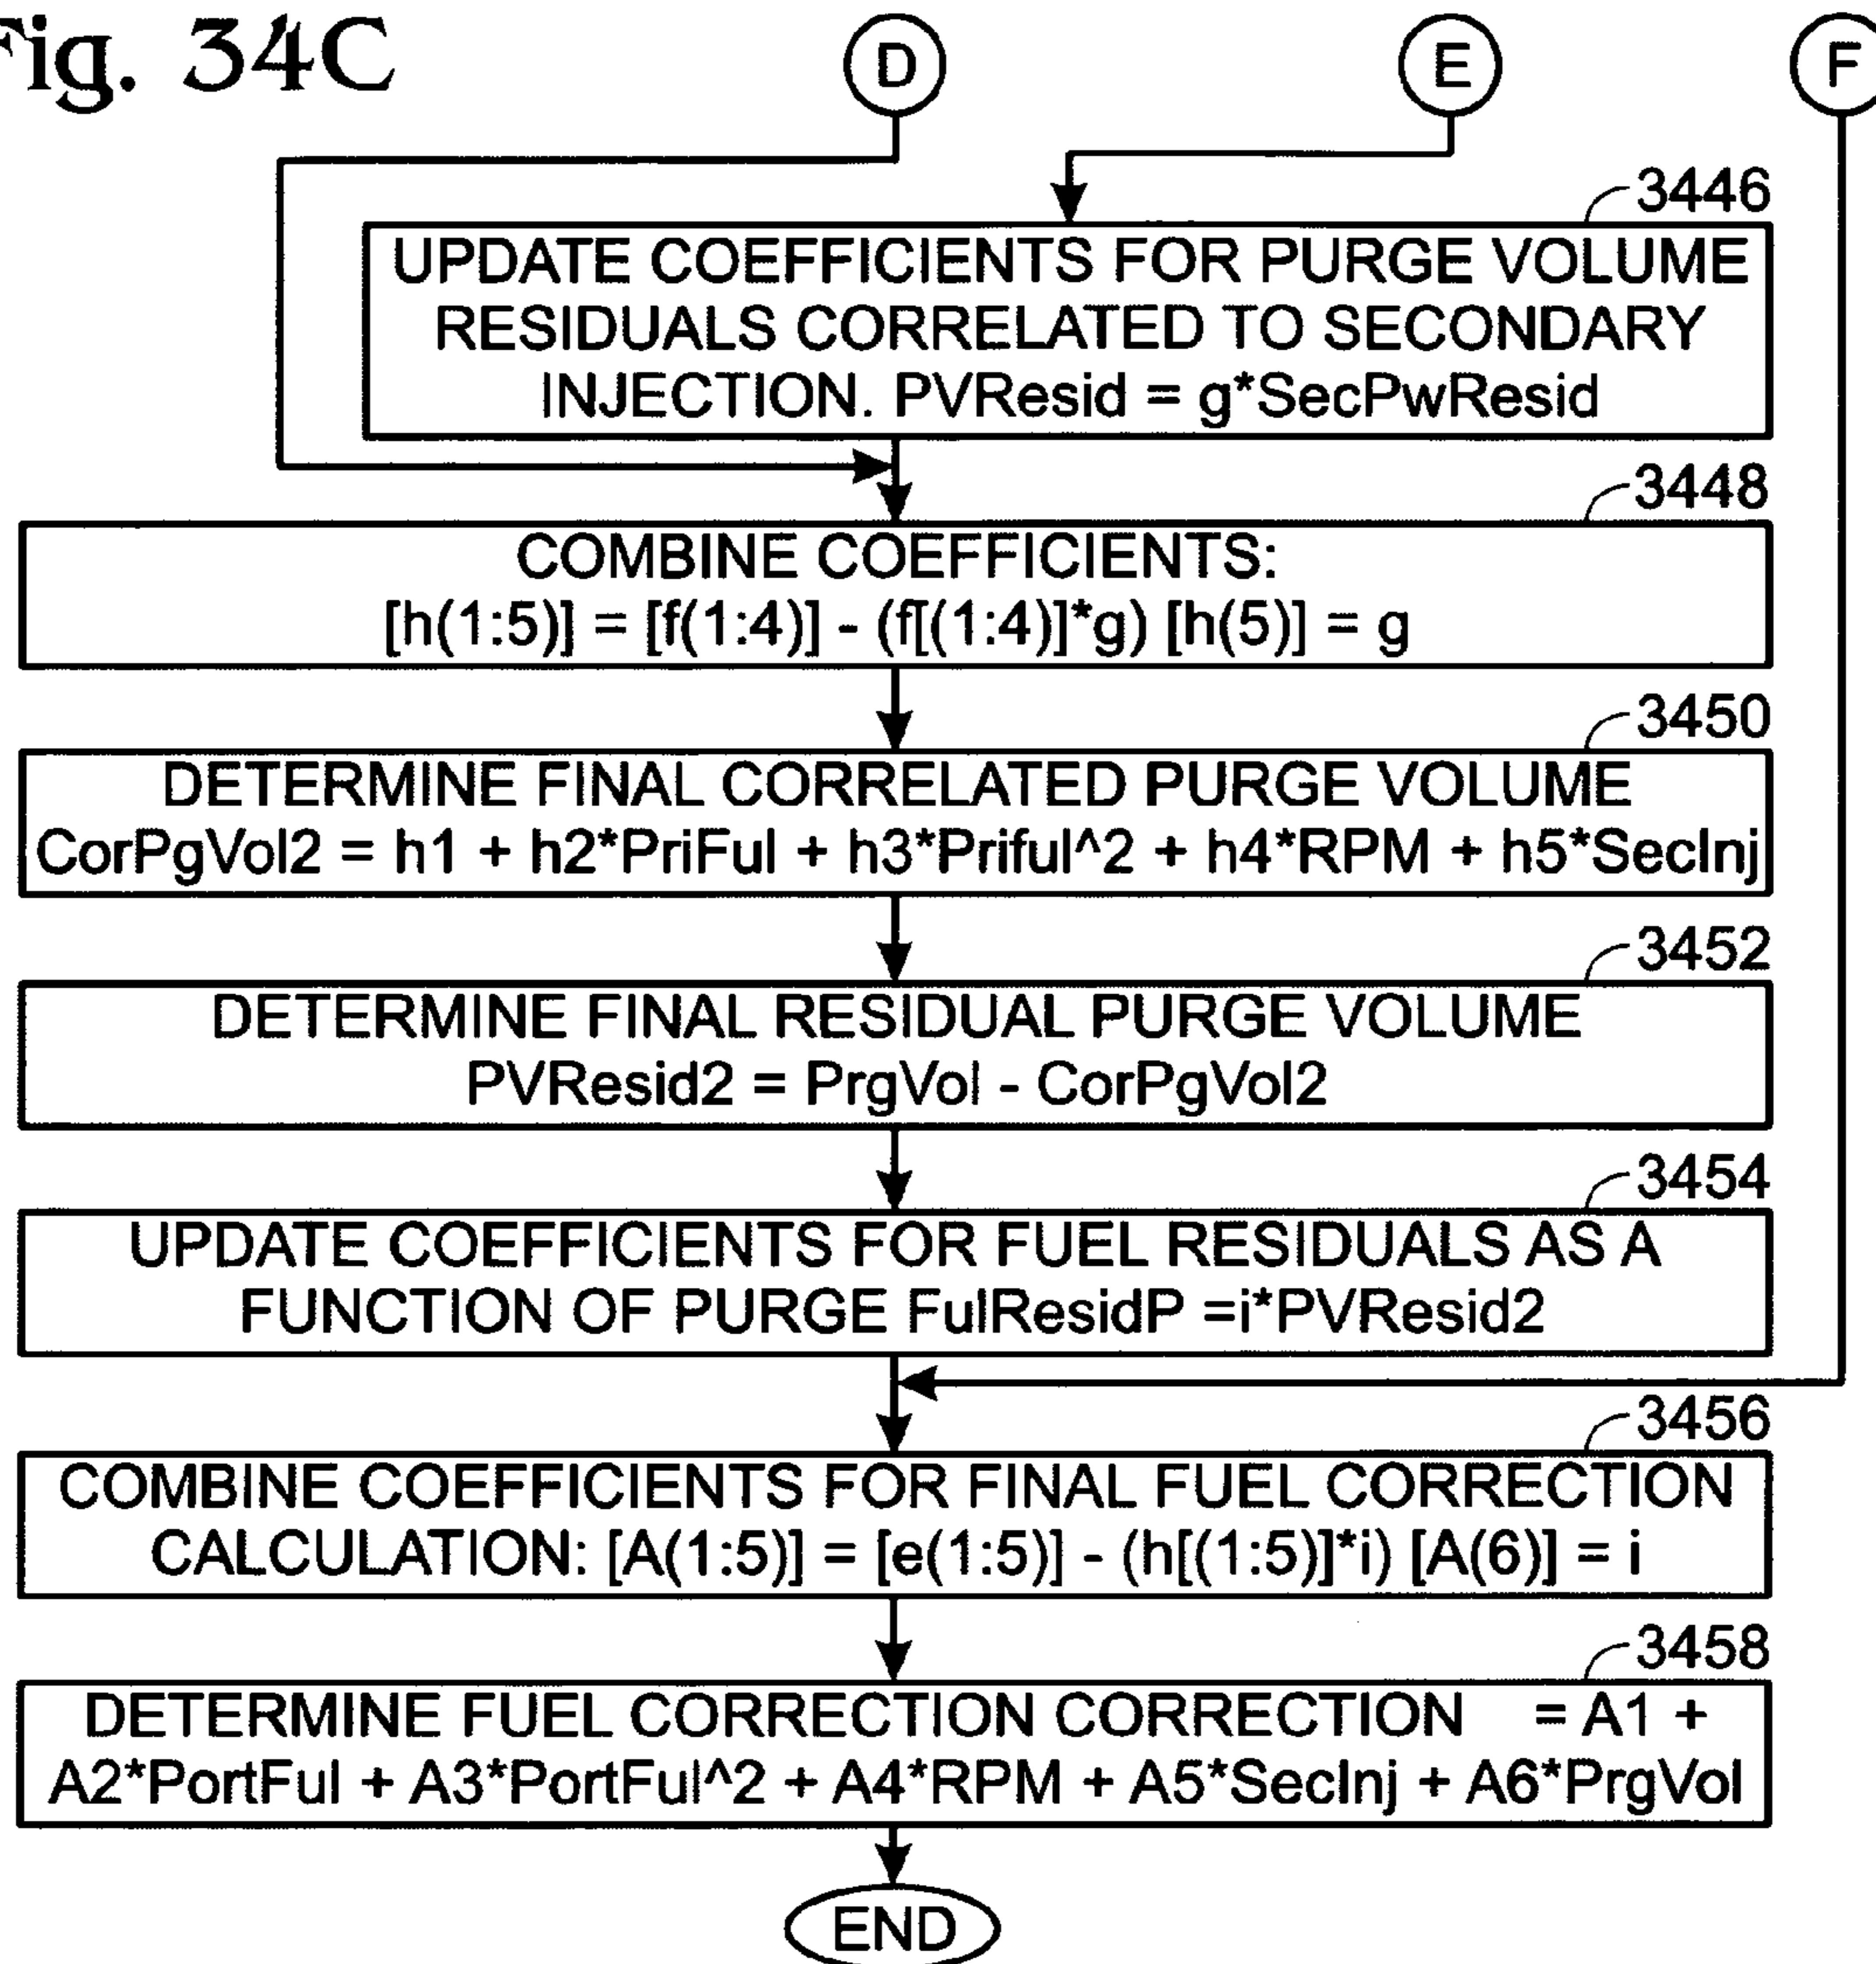 Fig. 34C
D
E
F
3446
UPDATE COEFFICIENTS FOR PURGE VOLUME
RESIDUALS CORRELATED TO SECONDARY
INJECTION. PVResid = g*SecPwResid
3448
COMBINE COEFFICIENTS:
[h(1:5)] = [f(1:4)] - (f[(1:4)]*g) [h(5)] = g
3450
DETERMINE FINAL CORRELATED PURGE VOLUME
CorPgVol2 = h1 + h2*PriFul + h3*Priful^2 + h4*RPM + h5*SecInj
3452
DETERMINE FINAL RESIDUAL PURGE VOLUME
PVResid2 = PrgVol - CorPgVol2
3454
UPDATE COEFFICIENTS FOR FUEL RESIDUALS AS A
FUNCTION OF PURGE FulResidP =i*PVResid2
3456
COMBINE COEFFICIENTS FOR FINAL FUEL CORRECTION
CALCULATION: [A(1:5)] = [e(1:5)] - (h[(1:5)]*i) [A(6)] = i
3458
DETERMINE FUEL CORRECTION CORRECTION = A1 +
A2*PortFul + A3*PortFul^2 + A4*RPM + A5*SecInj + A6*PrgVol
END